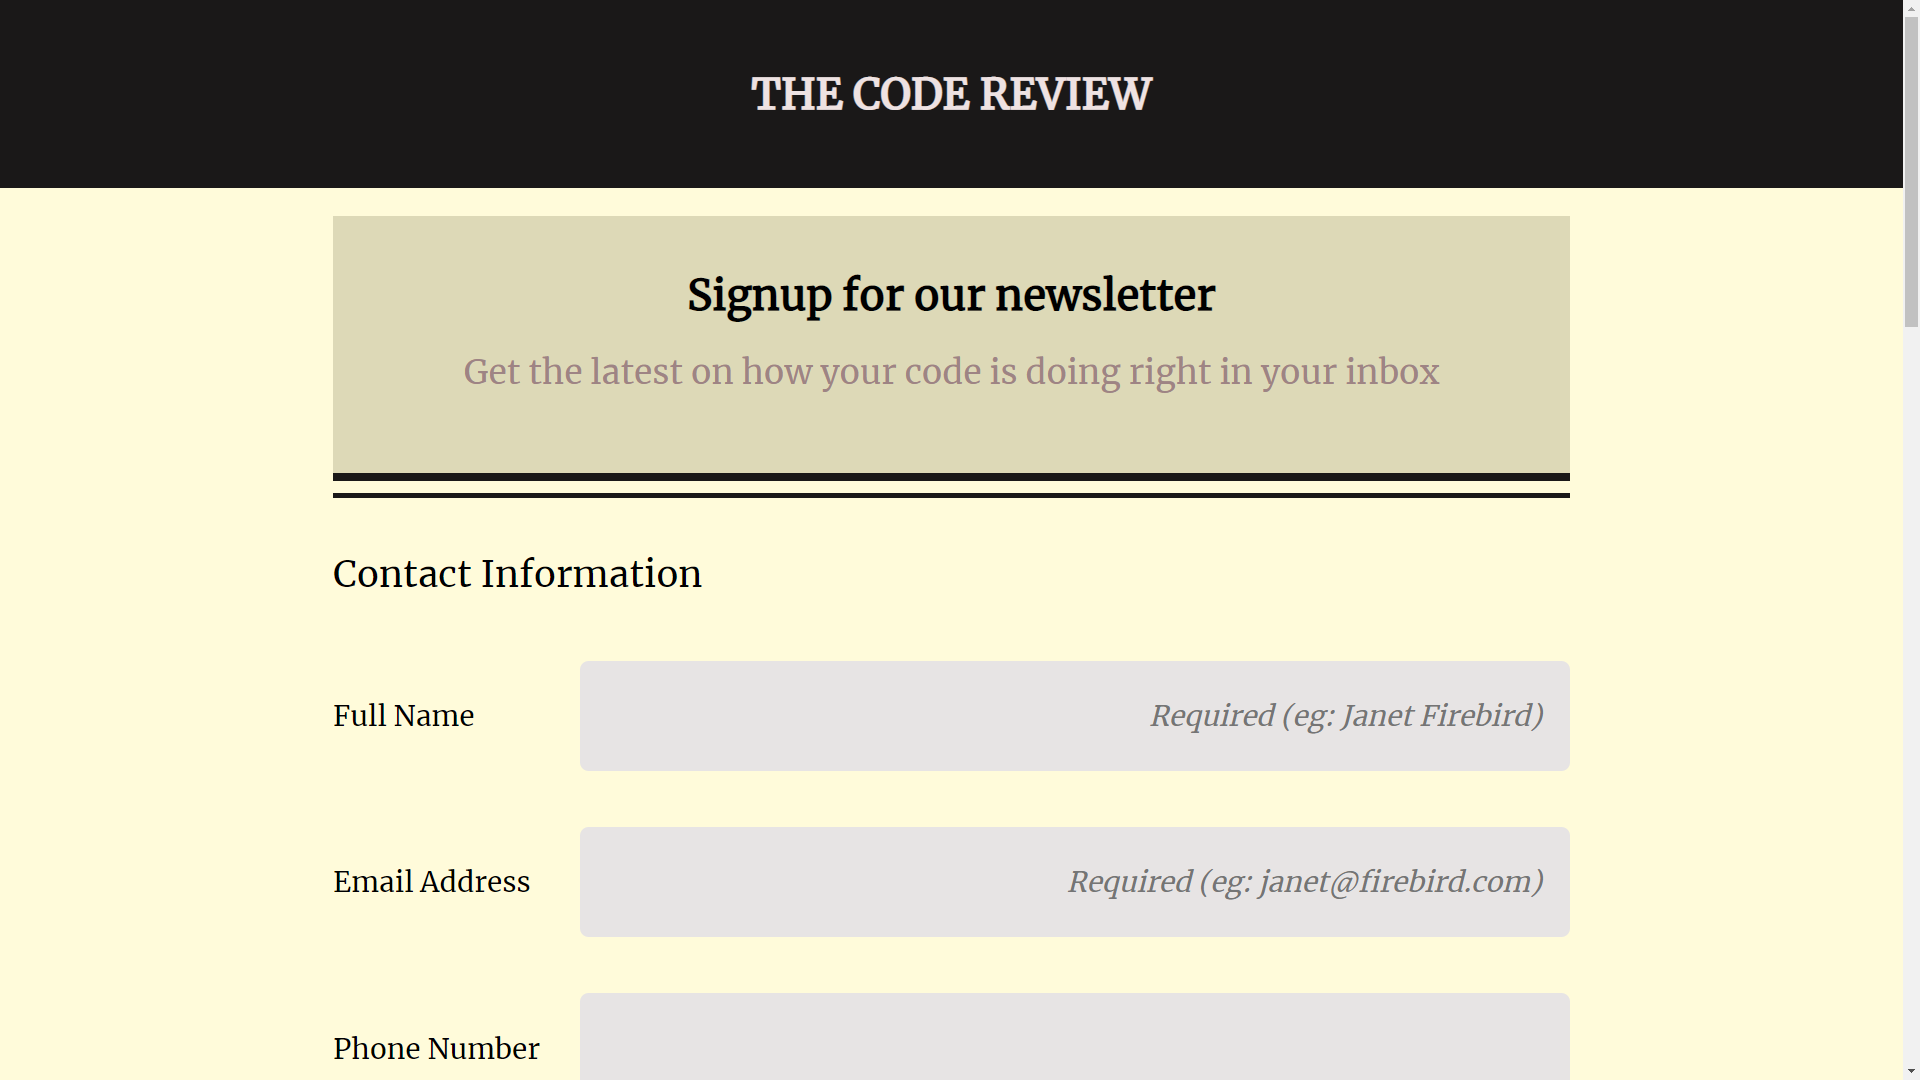 THE CODE REVIEW
Signup for our newsletter
Get the latest on how your code is doing right in your inbox
Contact Information
Full Name
Required (eg: Janet Firebird)
Email Address
Required (eg: janet@firebird.com)
Phone Number